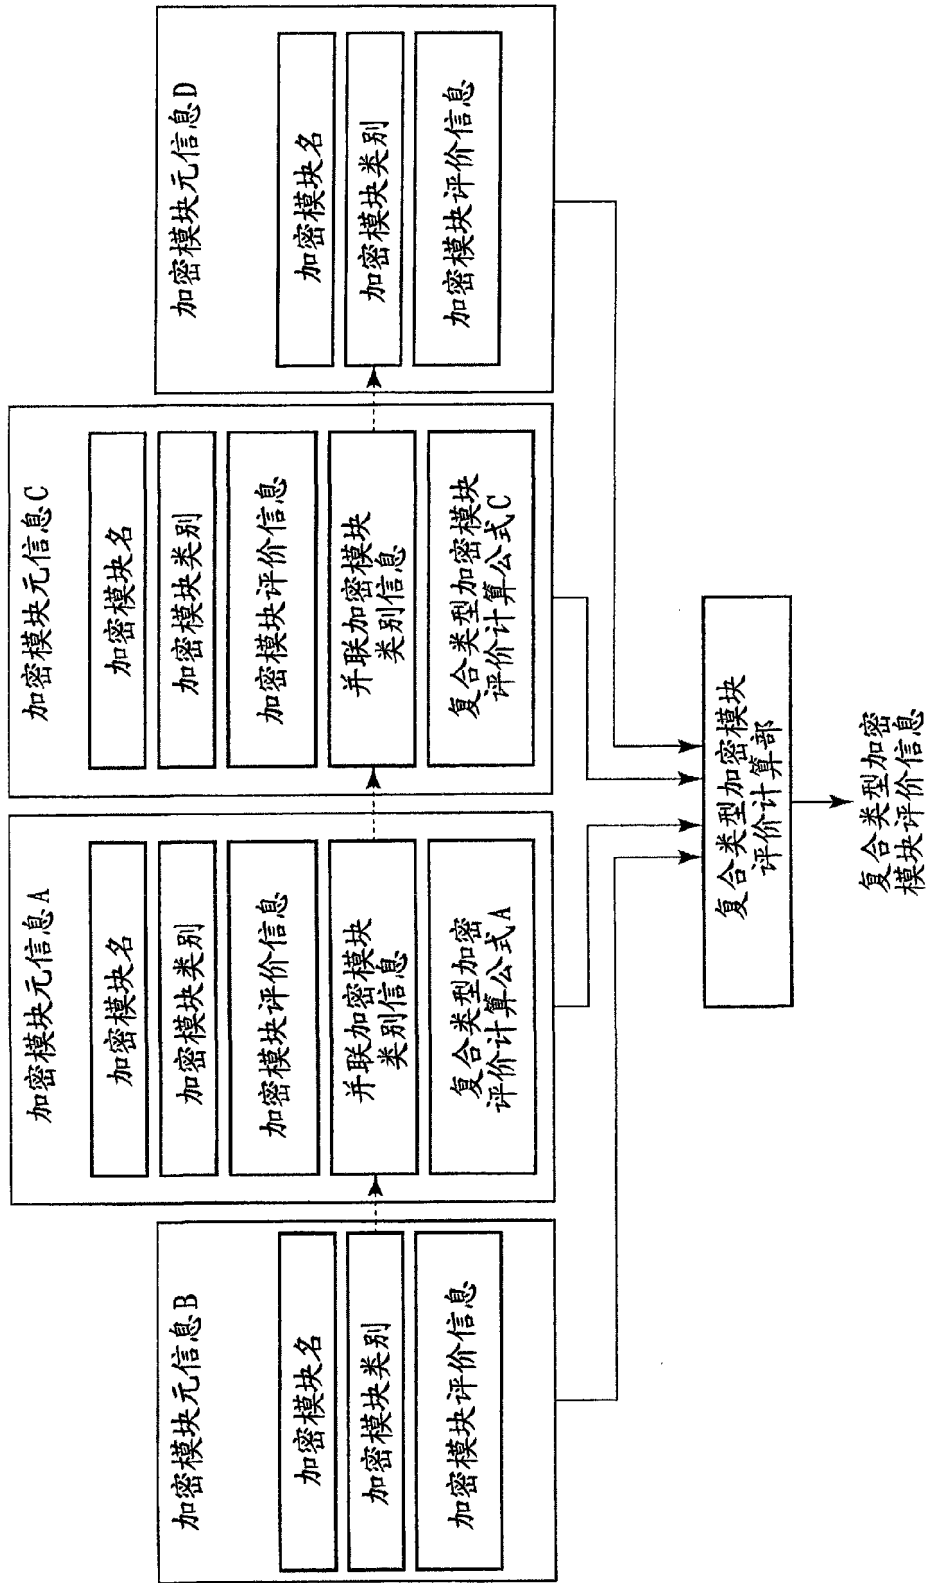 加密模块元信息B
加密模块名
加密模块类别
加密模块评价信息
加密模块元信息A
加密模块名
加密模块类别
加密模块评价信息
并联加密模块
类别信息
复合类型加密
评价计算公式A
加密模块元信息C
加密模块名
加密模块类别
加密模块评价信息
并联加密模块
类别信息
复合类型加密模块
评价计算公式C
加密模块元信息D
加密模块名
加密模块类别
加密模块评价信息
复合类型加密模块
评价计算部
复合类型加密
模块评价信息